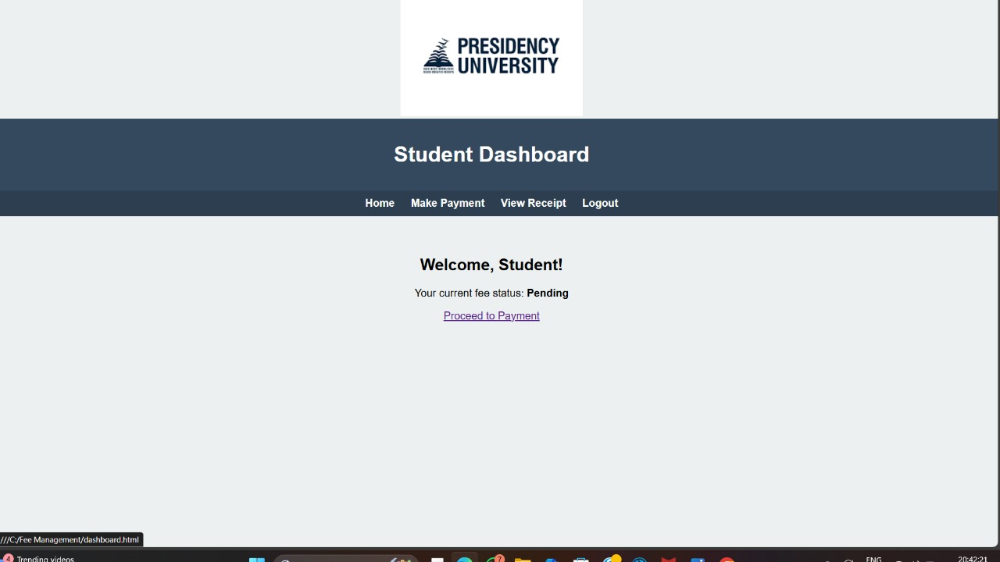 PRESIDENCY
UNIVERSITY
Student Dashboard
Home Make Payment View Receipt Logout
Welcome, Student!
Your current fee status: Pending
Proceed to Payment
///C:/Fee Management/dashboard.html
4 Trending videos
7
ENG
20:42:21